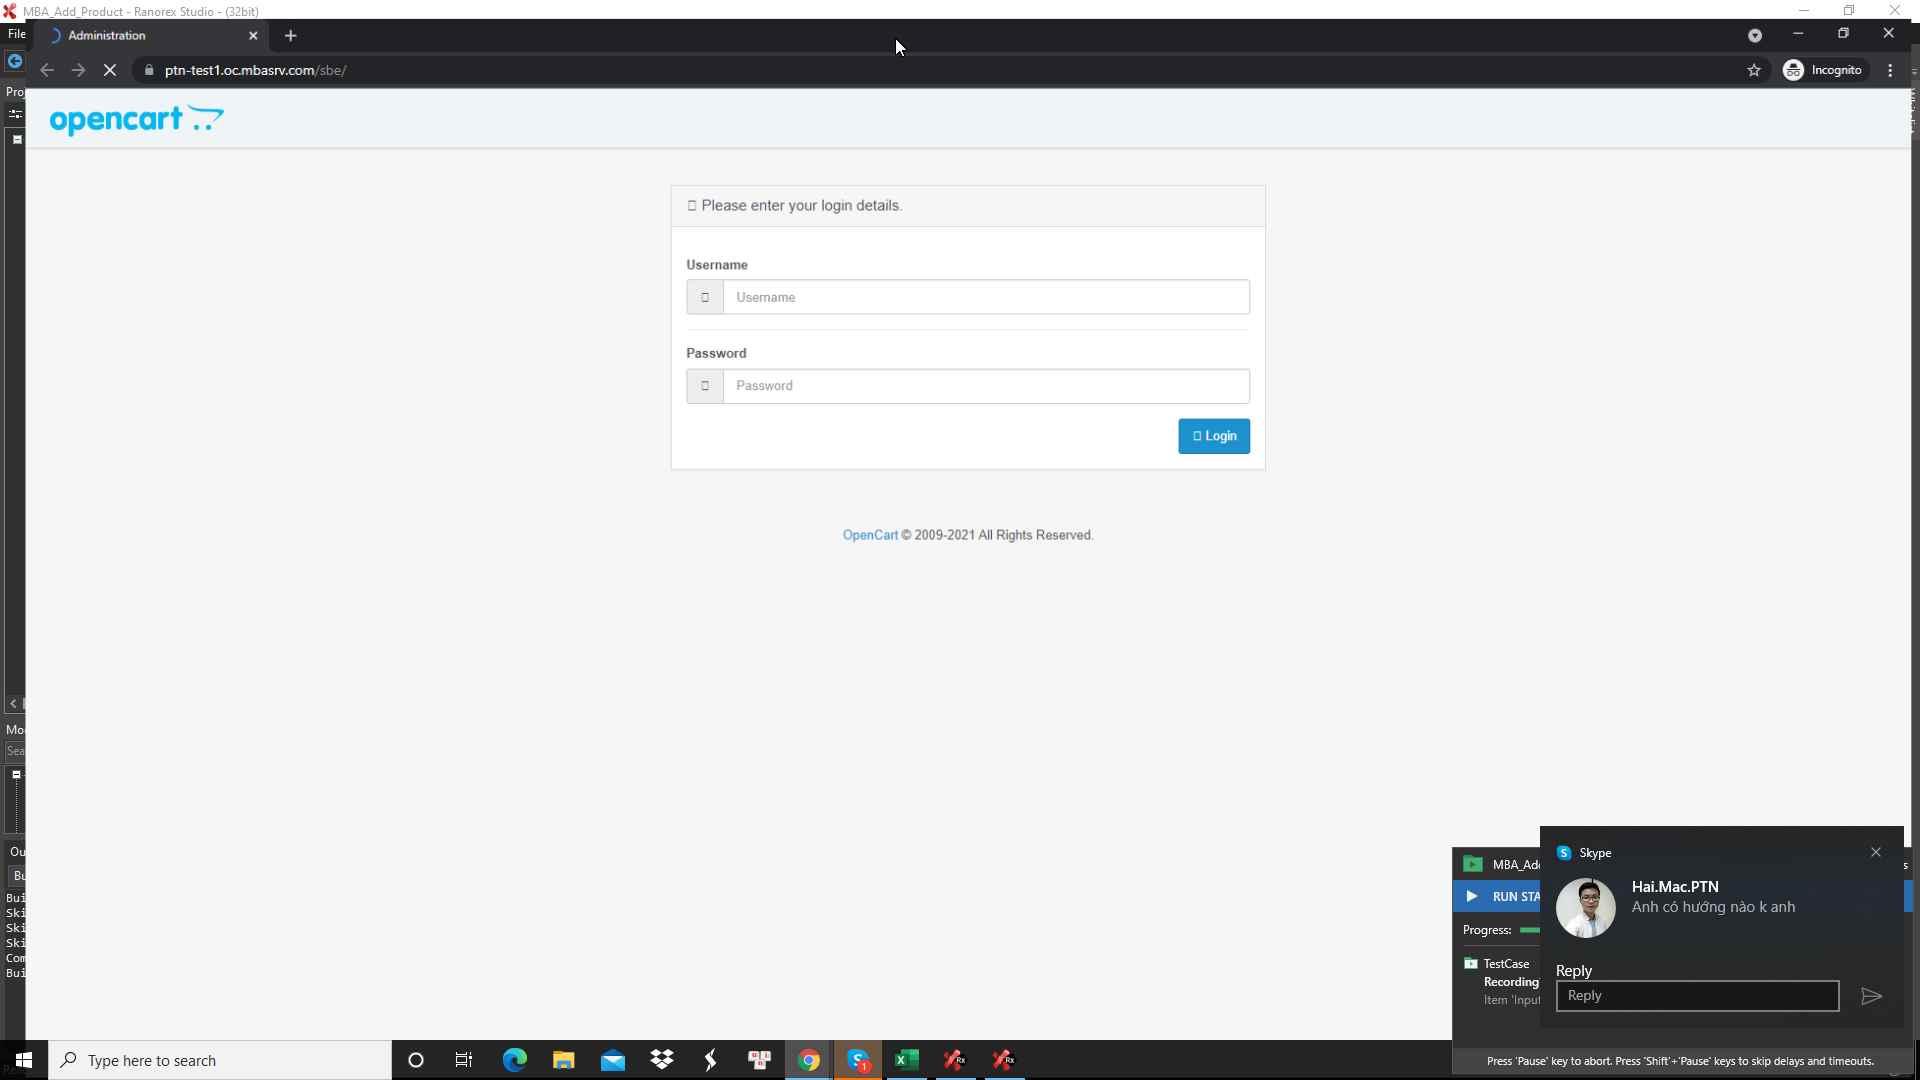 MBA_Add_Product - Ranorex Studio - (32bit)
File
Administration
ptn-test1.oc.mbasrv.com/sbe/
Incognito
opencart
Please enter your login details.
Username
Username
Password
Password
Login
OpenCart © 2009-2021 All Rights Reserved.
Skype
Hai.Mac.PTN
Anh có hướng nào k anh
Reply
Reply
MBA_Ad
RUN STA
Progress:
TestCase
Recording
Item 'Input
Press 'Pause' key to abort. Press 'Shift'+'Pause' keys to skip delays and timeouts.
Mo
Sea
Ou
Bu
Bui
Ski
Ski
Ski
Com
Bui
Type here to search
1